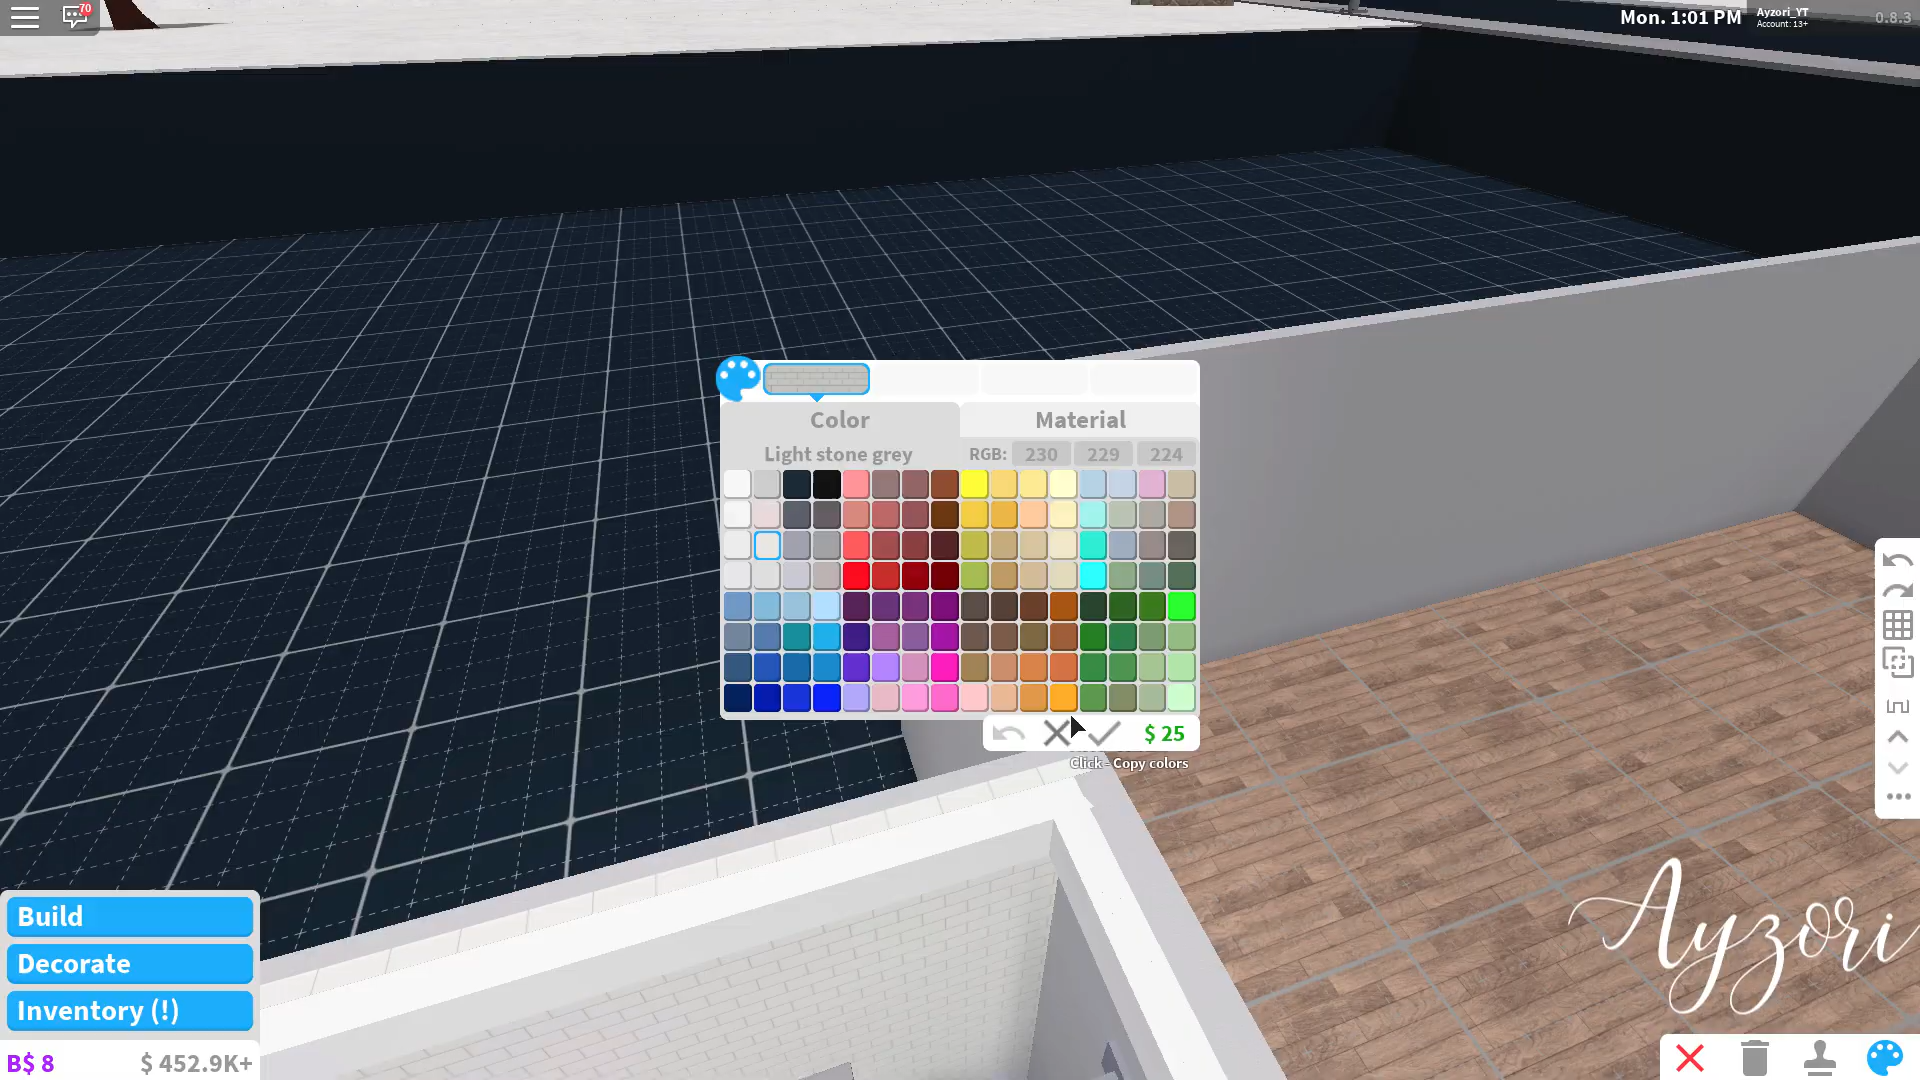 70
Mon. 1:01 PM
Ayzori_YT
Account: 13+
0.8.3
Color
Material
Light stone grey
RGB: 230 229 224
$ 25
Click - Copy colors
Build
Decorate
Inventory (!)
B$ 8
$ 452.9K+
Ayzori